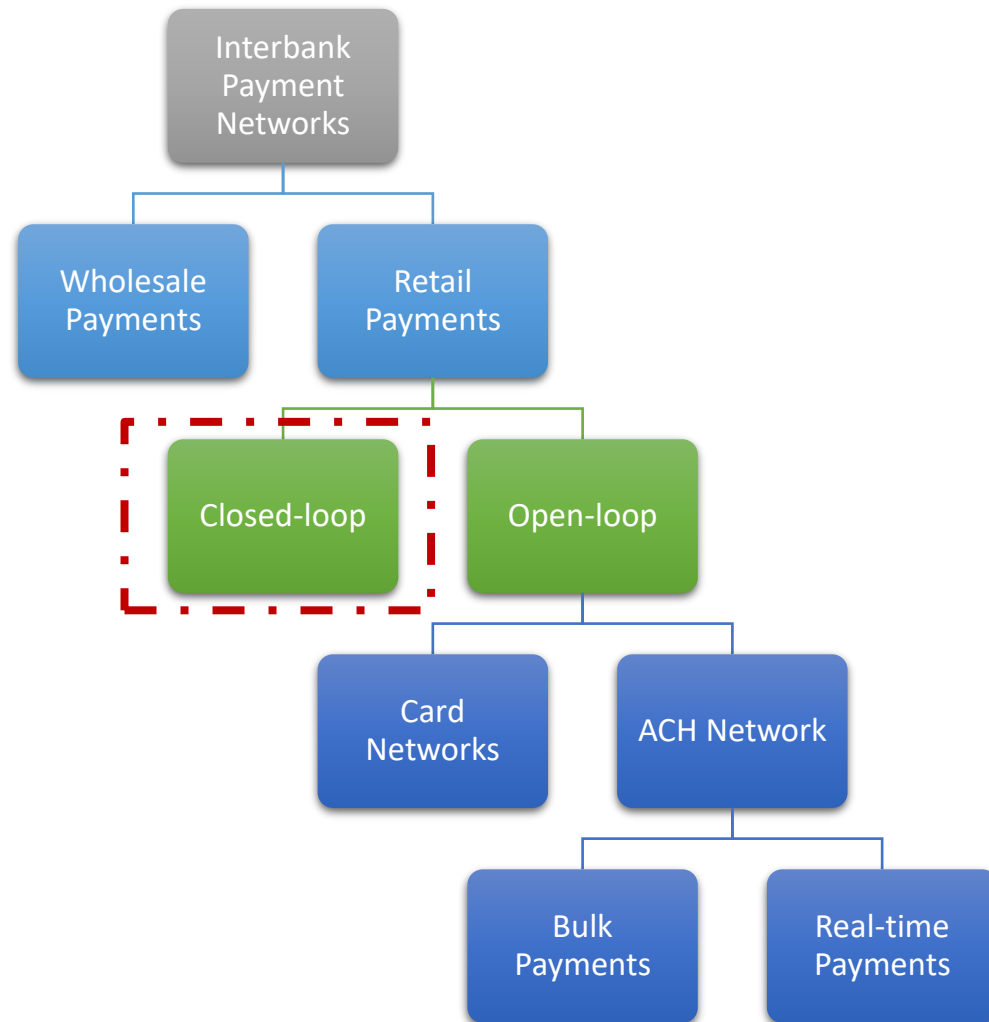 Interbank
Payment
Networks
Wholesale
Payments
Retail
Payments
Closed-loop
Open-loop
Card
Networks
ACH Network
Bulk
Payments
Real-time
Payments